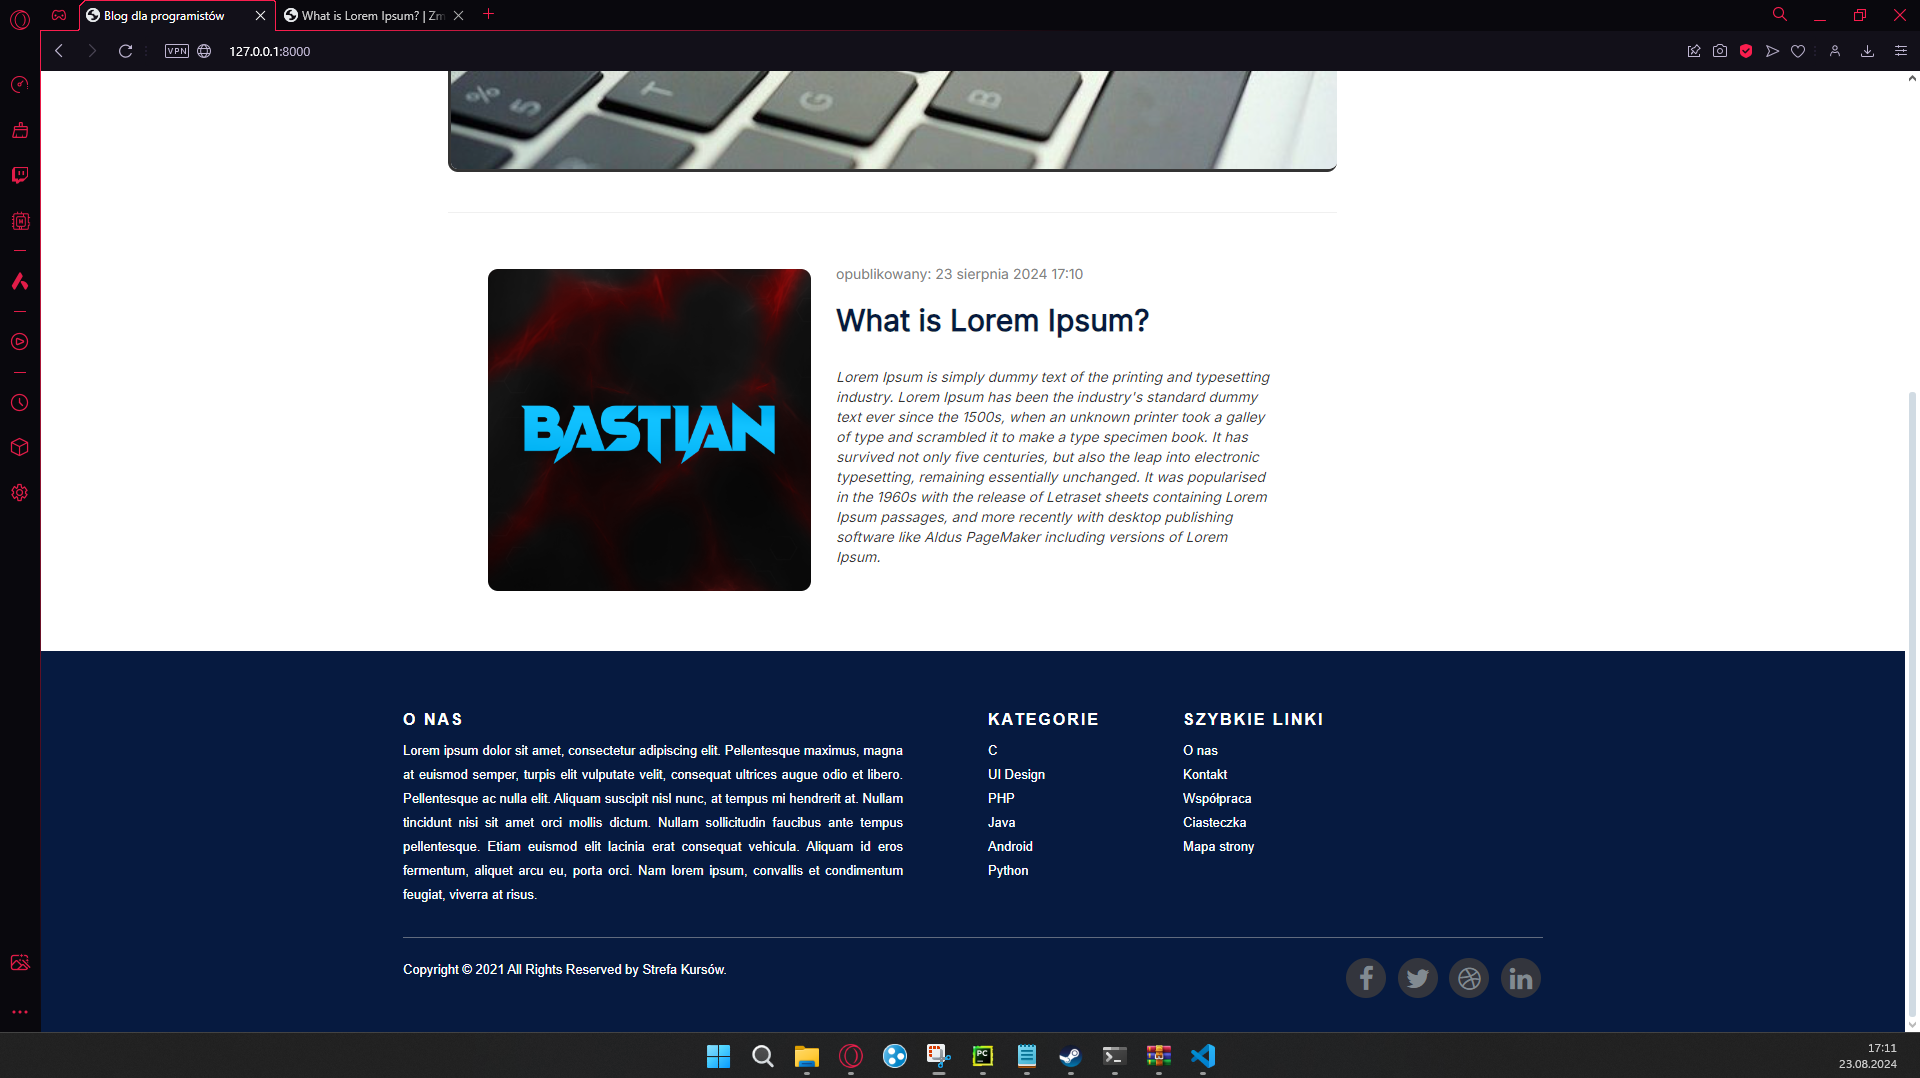 Blog dla programistów
What is Lorem Ipsum? | Zm
VPN
127.0.0.1:8000
% 5 T G B
opublikowany: 23 sierpnia 2024 17:10
What is Lorem Ipsum?
BASTIAN
Lorem Ipsum is simply dummy text of the printing and typesetting
industry. Lorem Ipsum has been the industry's standard dummy
text ever since the 1500s, when an unknown printer took a galley
of type and scrambled it to make a type specimen book. It has
survived not only five centuries, but also the leap into electronic
typesetting, remaining essentially unchanged. It was popularised
in the 1960s with the release of Letraset sheets containing Lorem
Ipsum passages, and more recently with desktop publishing
software like Aldus PageMaker including versions of Lorem
Ipsum.
O NAS
Lorem ipsum dolor sit amet, consectetur adipiscing elit. Pellentesque maximus, magna
at euismod semper, turpis elit vulputate velit, consequat ultrices augue odio et libero.
Pellentesque ac nulla elit. Aliquam suscipit nisl nunc, at tempus mi hendrerit at. Nullam
tincidunt nisi sit amet orci mollis dictum. Nullam sollicitudin faucibus ante tempus
pellentesque. Etiam euismod elit lacinia erat consequat vehicula. Aliquam id eros
fermentum, aliquet arcu eu, porta orci. Nam lorem ipsum, convallis et condimentum
feugiat, viverra at risus.
KATEGORIE
C
UI Design
PHP
Java
Android
Python
SZYBKIE LINKI
O nas
Kontakt
Współpraca
Ciasteczka
Mapa strony
Copyright © 2021 All Rights Reserved by Strefa Kursów.
PC
17:11
23.08.2024